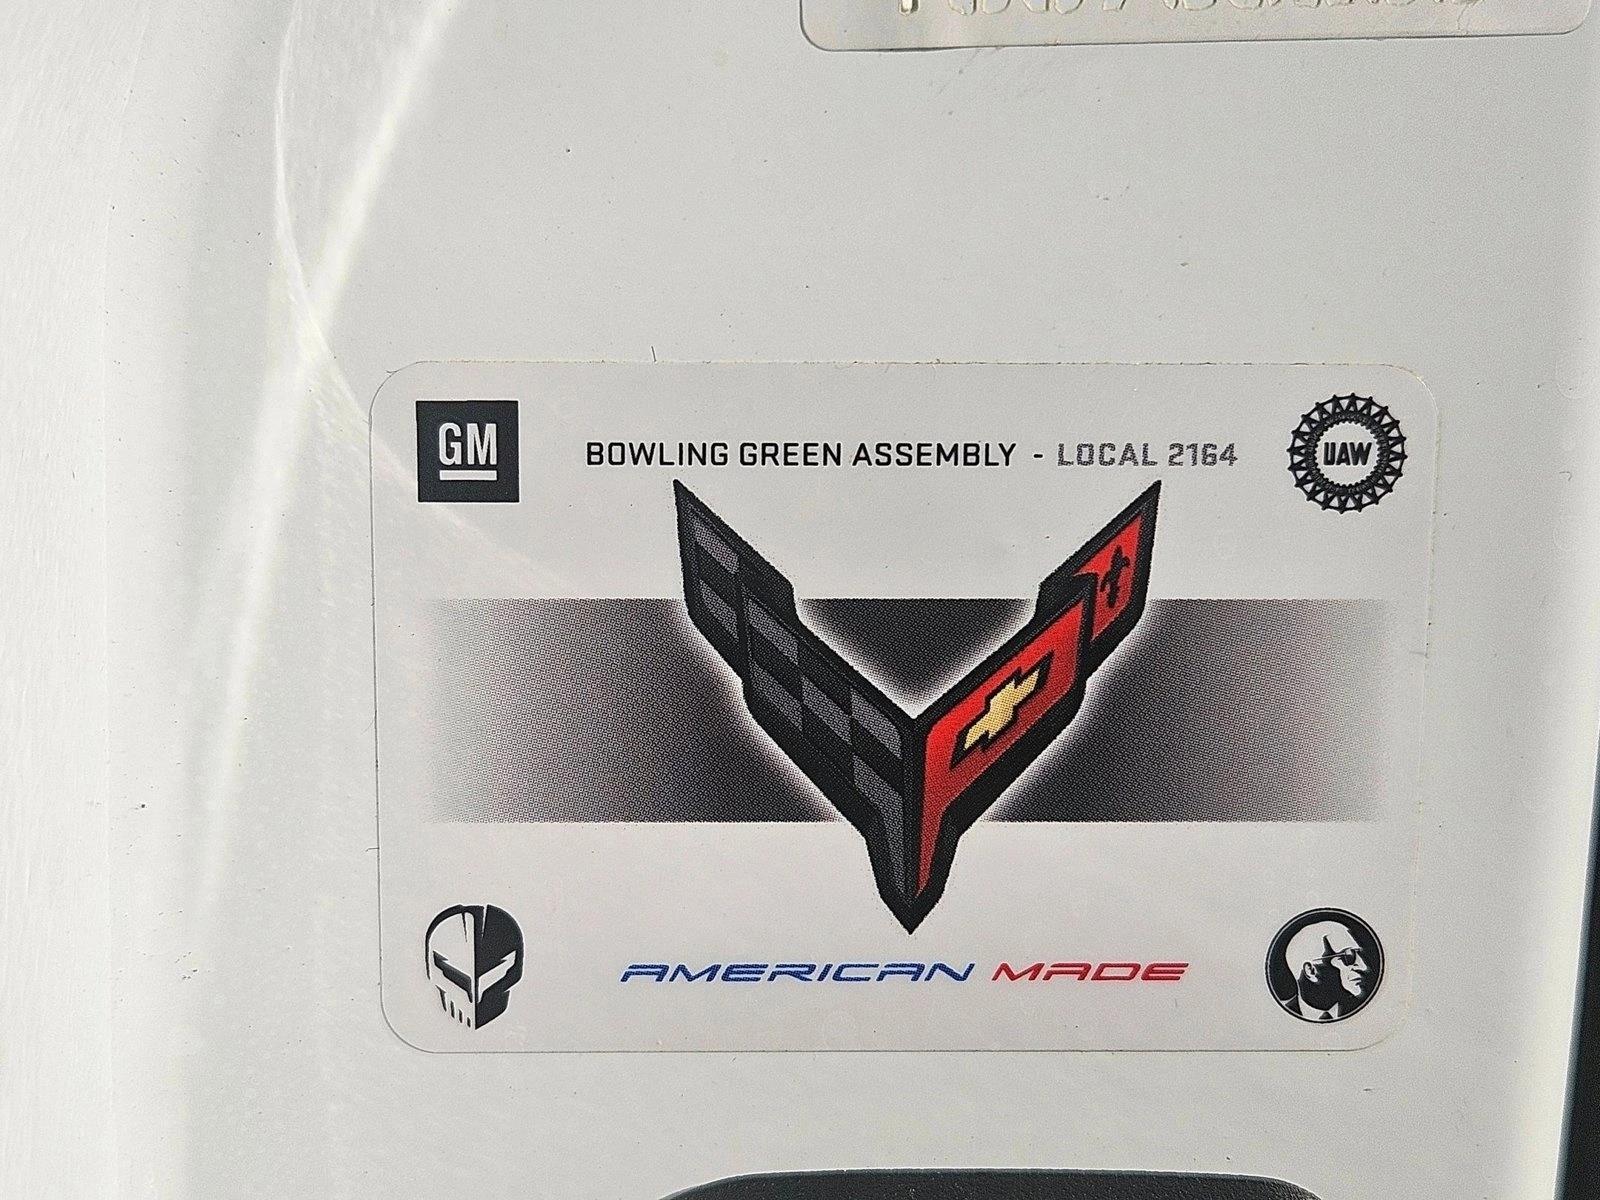 GM
BOWLING GREEN ASSEMBLY - LOCAL 2164
UAW
AMERICAN MADE